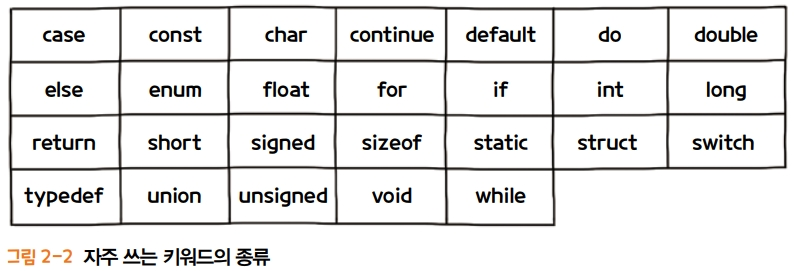 case const char continue default do double
else enum float for if int long
return short signed sizeof static struct switch
typedef union unsigned void while
그림 2-2 자주 쓰는 키워드의 종류